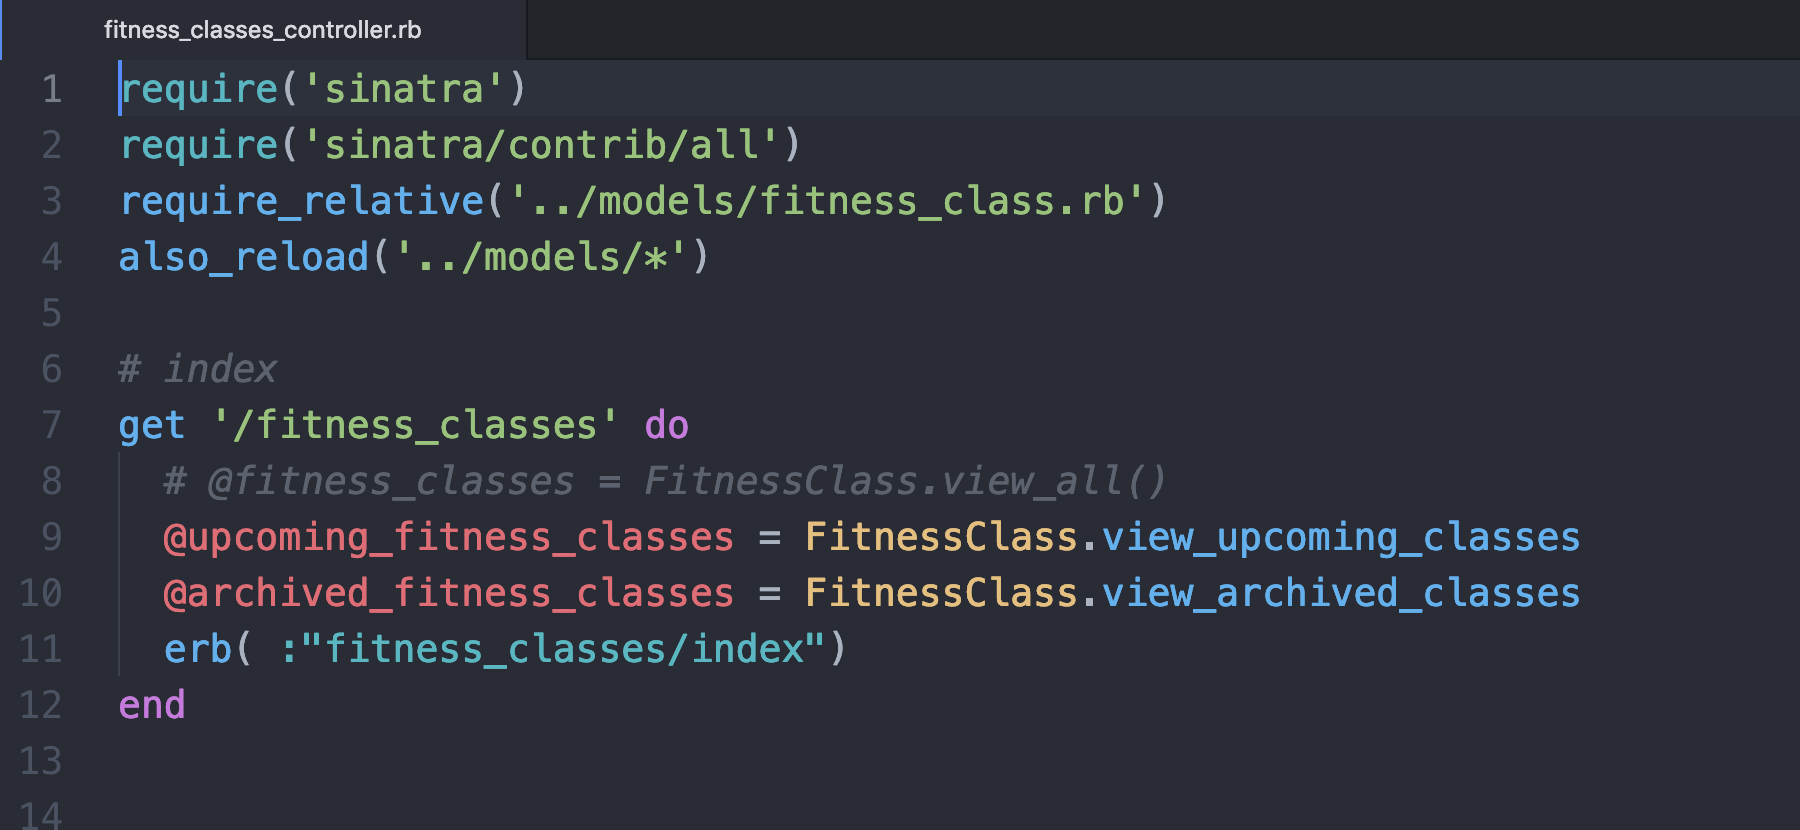 fitness_classes_controller.rb
1 require('sinatra')
2 require('sinatra/contrib/all')
3 require_relative('../models/fitness_class.rb')
4 also_reload('../models/*')
5
6 # index
7 get '/fitness_classes' do
8   # @fitness_classes = FitnessClass.view_all()
9   @upcoming_fitness_classes = FitnessClass.view_upcoming_classes
10   @archived_fitness_classes = FitnessClass.view_archived_classes
11   erb( :"fitness_classes/index")
12 end
13
14